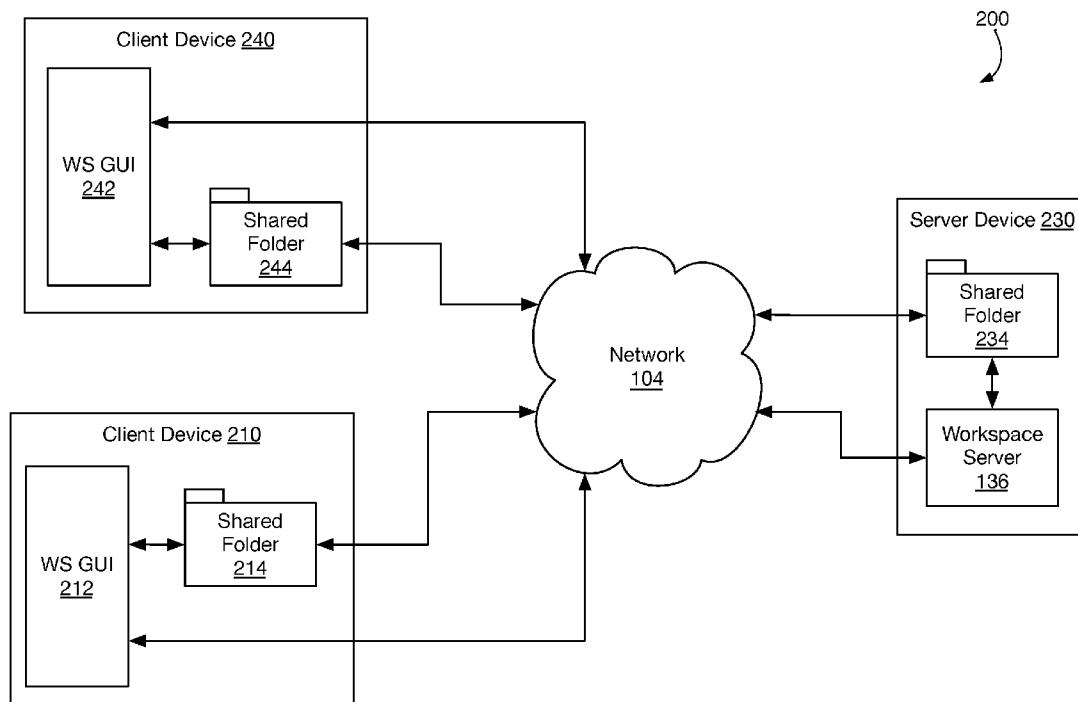 200
Client Device 240
WS GUI
242
Shared
Folder
244
Server Device 230
Shared
Folder
234
Network
104
Workspace
Server
136
Client Device 210
WS GUI
212
Shared
Folder
214